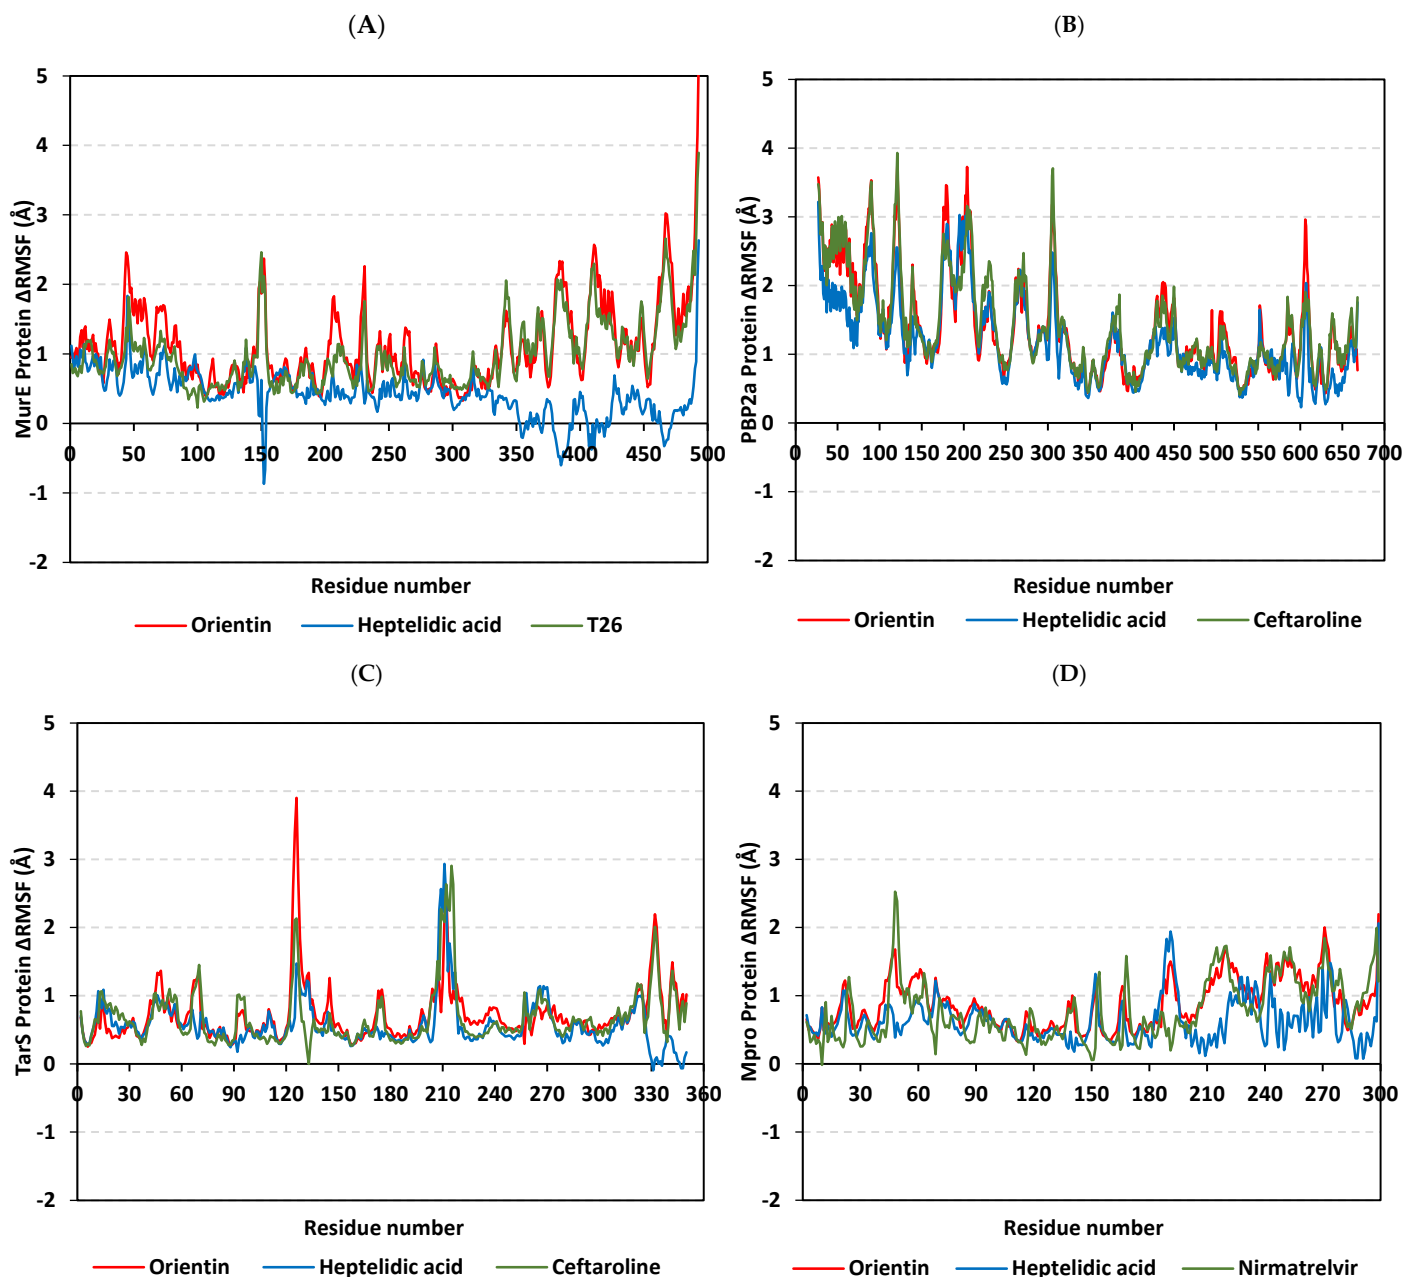 (A)
5
4
3
2
1
0
-1
-2
MurE Protein ΔRMSF (Å)
0 50 100 150 200 250 300 350 400 450 500
Residue number
Orientin Heptelidic acid T26
(B)
5
4
3
2
1
0
-1
-2
PBP2a Protein ΔRMSF (Å)
0 50 100 150 200 250 300 350 400 450 500 550 600 650 700
Residue number
Orientin Heptelidic acid Ceftaroline
(C)
5
4
3
2
1
0
-1
-2
TarS Protein ΔRMSF (Å)
0 30 60 90 120 150 180 210 240 270 300 330 360
Residue number
Orientin Heptelidic acid Ceftaroline
(D)
5
4
3
2
1
0
-1
-2
Mpro Protein ΔRMSF (Å)
0 30 60 90 120 150 180 210 240 270 300
Residue number
Orientin Heptelidic acid Nirmatrelvir